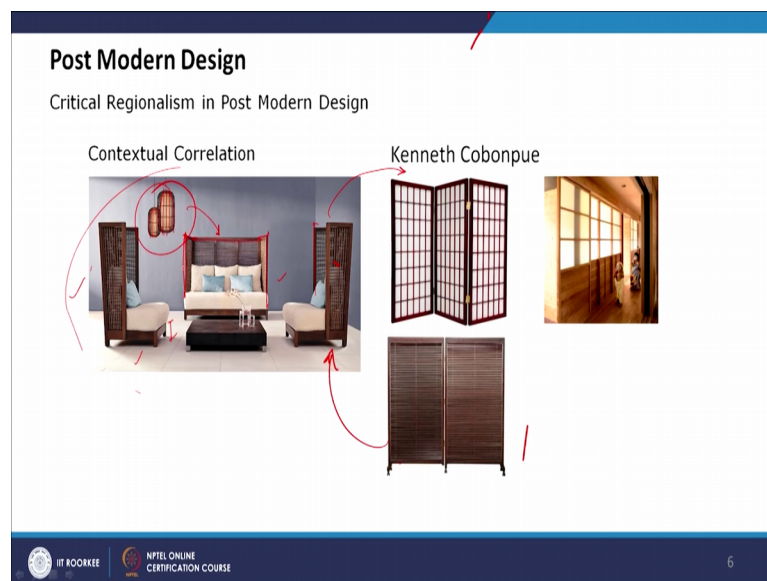 Post Modern Design
Critical Regionalism in Post Modern Design
Contextual Correlation
Kenneth Cobonpue
IIT ROORKEE
NPTEL ONLINE
CERTIFICATION COURSE
6